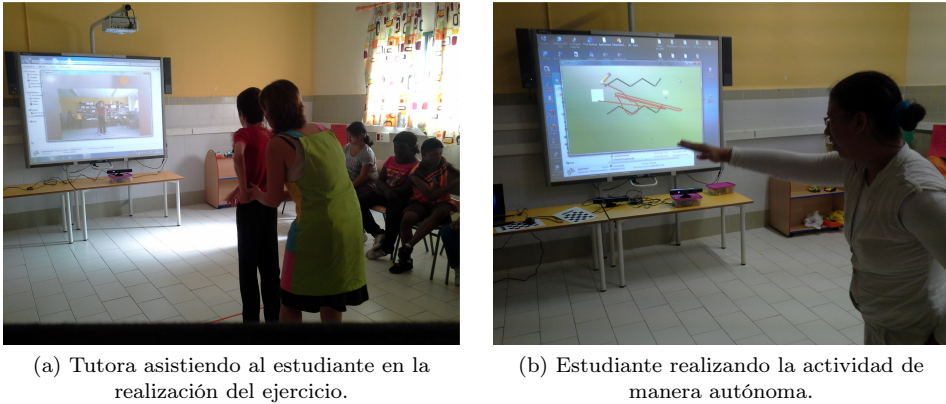 (a) Tutora asistiendo al estudiante en la
realización del ejercicio.
(b) Estudiante realizando la actividad de
manera autónoma.